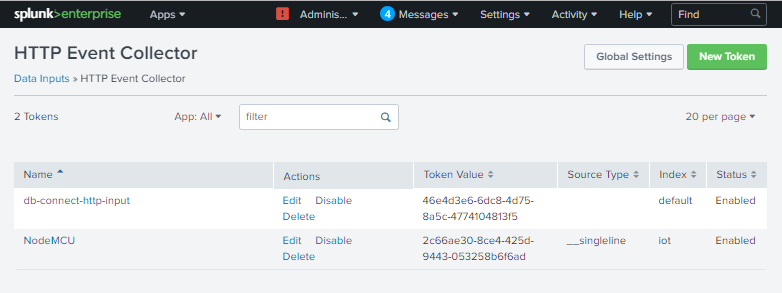 splunk>enterprise Apps Adminis... 4 Messages Settings Activity Help Find
HTTP Event Collector
Global Settings New Token
Data Inputs » HTTP Event Collector
2 Tokens App: All filter 20 per page
Name Actions Token Value Source Type Index Status
db-connect-http-input Edit Disable 46e4d3e6-6dc8-4d75- default Enabled
Delete 8a5c-4774104813f5
NodeMCU Edit Disable 2c66ae30-8ce4-425d- __singleline iot Enabled
Delete 9443-053258b6f6ad